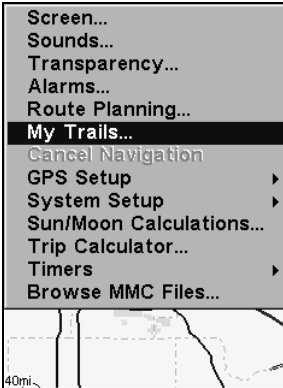 Screen...
Sounds...
Transparency...
Alarms...
Route Planning...
My Trails...
Cancel Navigation
GPS Setup
System Setup
Sun/Moon Calculations...
Trip Calculator...
Timers
Browse MMC Files...
40mi